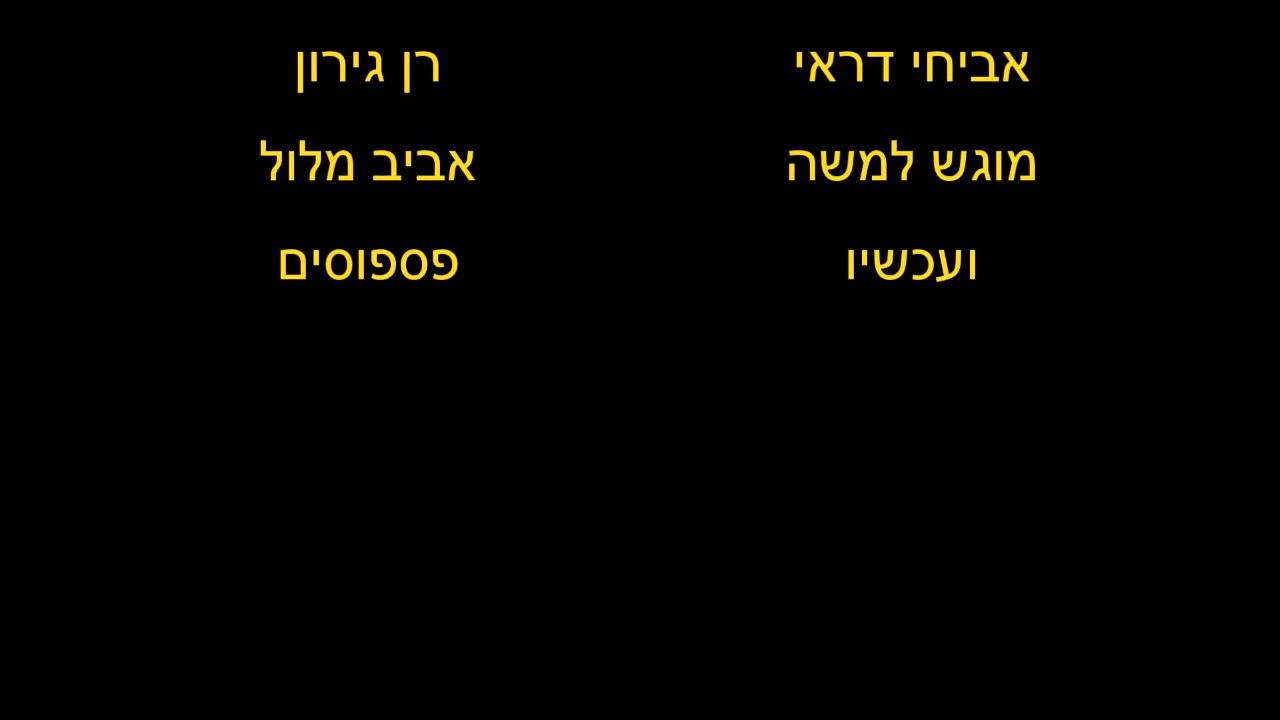 אביחי דראי
רן גירון
מוגש למשה
אביב מלול
ועכשיו
פספוסים